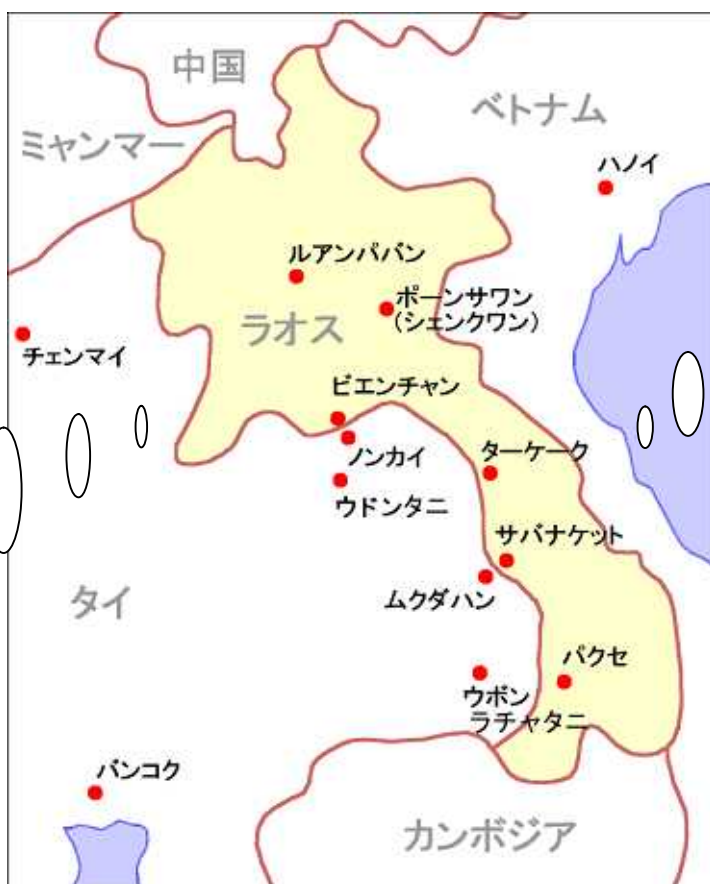 中国
ベトナム
ミャンマー
ハノイ
ルアンパバン
ポーンサワン
(シェンクワン)
ラオス
チェンマイ
ビエンチャン
ノンカイ
ターケーク
ウドンタニ
サバナケット
タイ
ムクダハン
パクセ
ウボン
ラチャタニ
バンコク
カンボジア